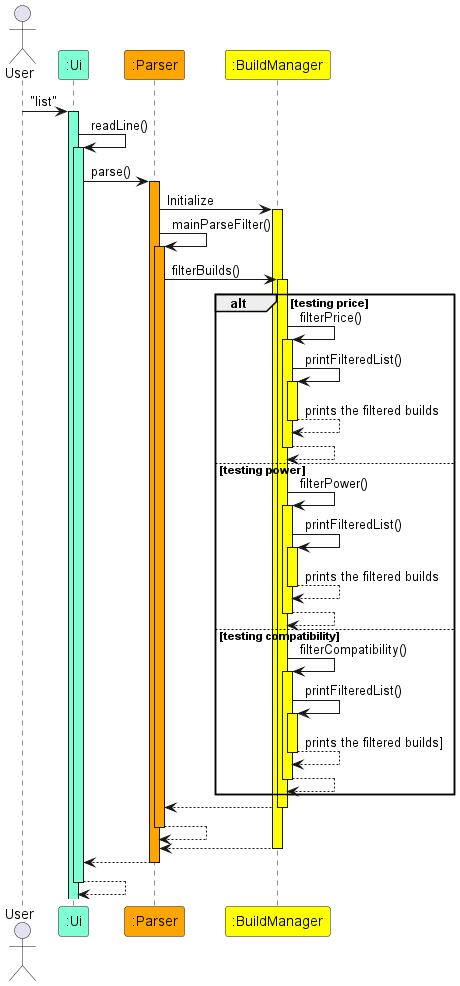 User
:Ui
:Parser
:BuildManager
"list"
readLine()
parse()
Initialize
mainParseFilter()
filterBuilds()
alt
[testing price]
filterPrice()
printFilteredList()
prints the filtered builds
[testing power]
filterPower()
printFilteredList()
prints the filtered builds
[testing compatibility]
filterCompatibility()
printFilteredList()
prints the filtered builds]
User
:Ui
:Parser
:BuildManager